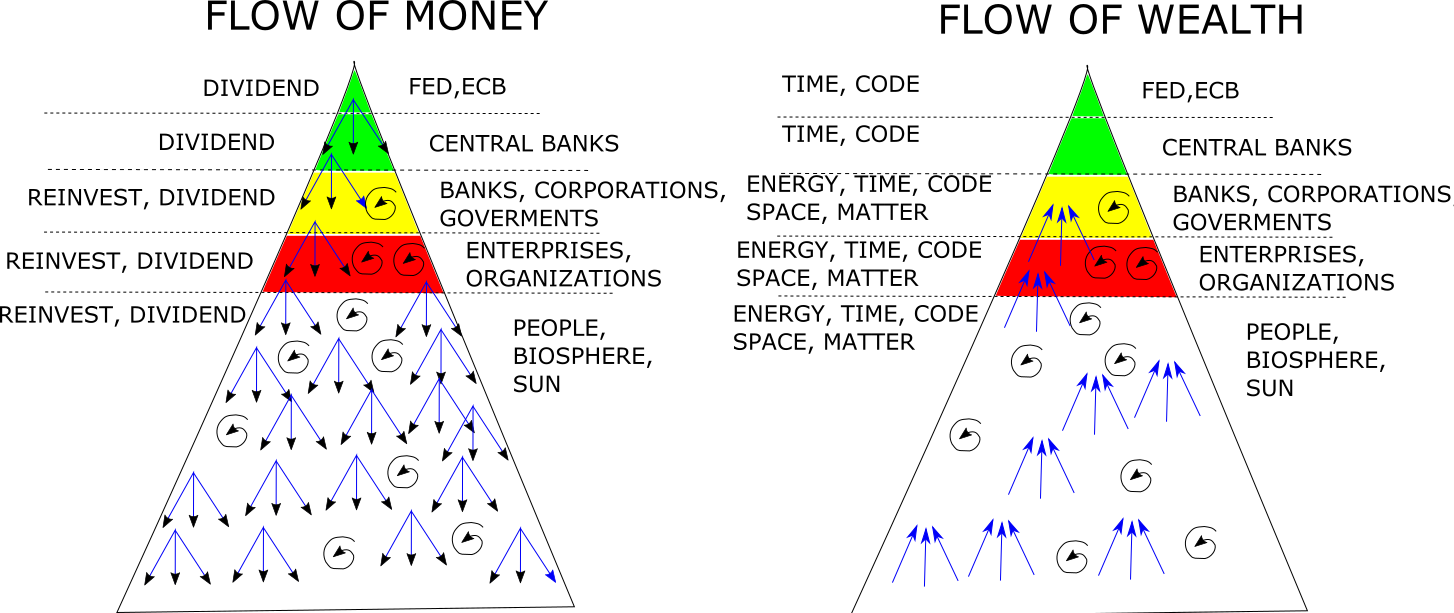 FLOW OF MONEY
DIVIDEND
FED,ECB
DIVIDEND
CENTRAL BANKS
REINVEST, DIVIDEND
BANKS, CORPORATIONS,
GOVERMENTS
REINVEST, DIVIDEND
ENTERPRISES,
ORGANIZATIONS
REINVEST, DIVIDEND
PEOPLE,
BIOSPHERE,
SUN
FLOW OF WEALTH
TIME, CODE
FED,ECB
TIME, CODE
CENTRAL BANKS
ENERGY, TIME, CODE
SPACE, MATTER
BANKS, CORPORATIONS,
GOVERMENTS
ENERGY, TIME, CODE
SPACE, MATTER
ENTERPRISES,
ORGANIZATIONS
ENERGY, TIME, CODE
SPACE, MATTER
PEOPLE,
BIOSPHERE,
SUN